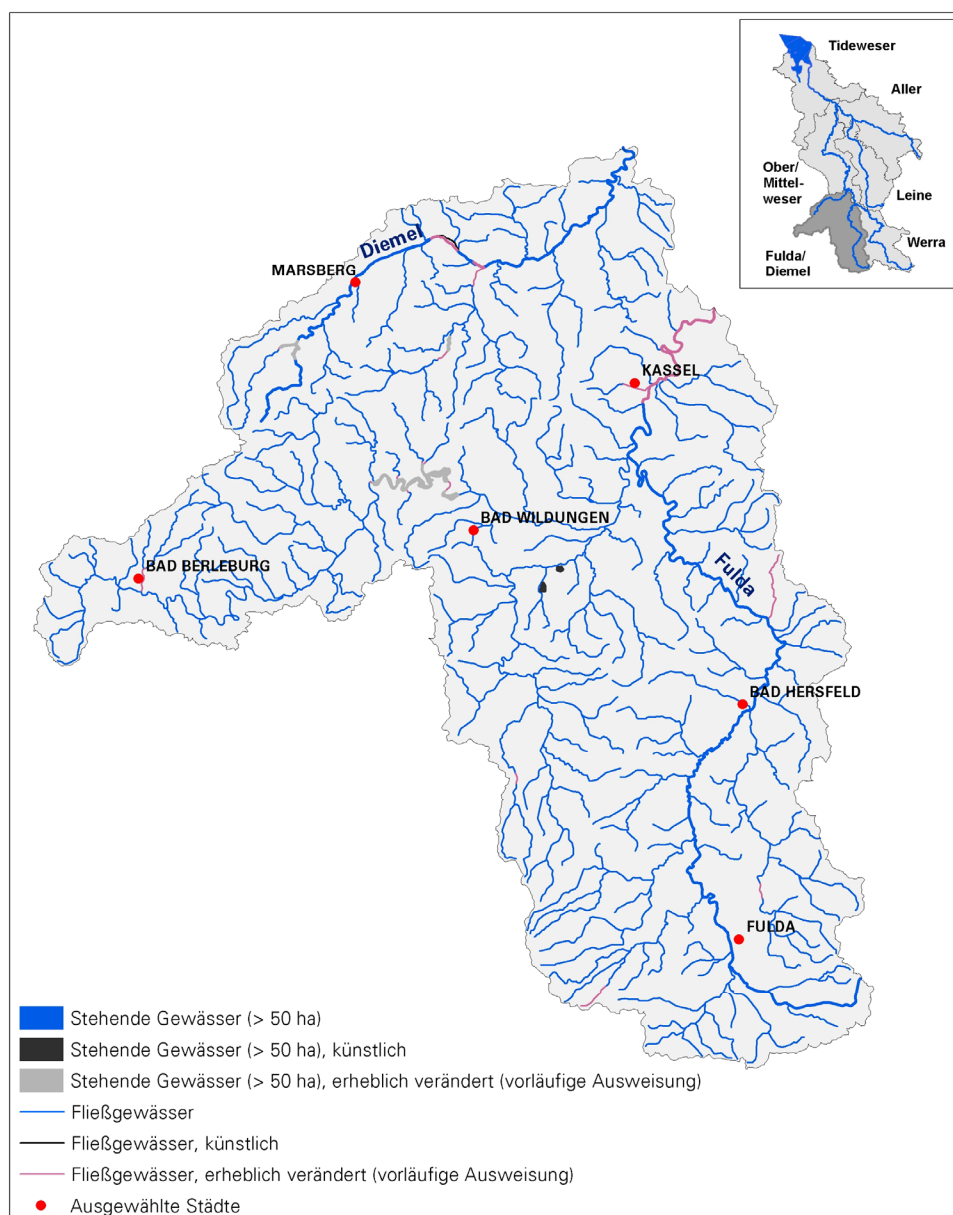 Tideweser
Aller
Ober/
Mittel-
weser
Leine
Werra
Fulda/
Diemel
Diemel
MARSBERG
KASSEL
BAD WILDUNGEN
BAD BERLEBURG
Fulda
BAD HERSFELD
FULDA
Stehende Gewässer (> 50 ha)
Stehende Gewässer (> 50 ha), künstlich
Stehende Gewässer (> 50 ha), erheblich verändert (vorläufige Ausweisung)
Fließgewässer
Fließgewässer, künstlich
Fließgewässer, erheblich verändert (vorläufige Ausweisung)
Ausgewählte Städte